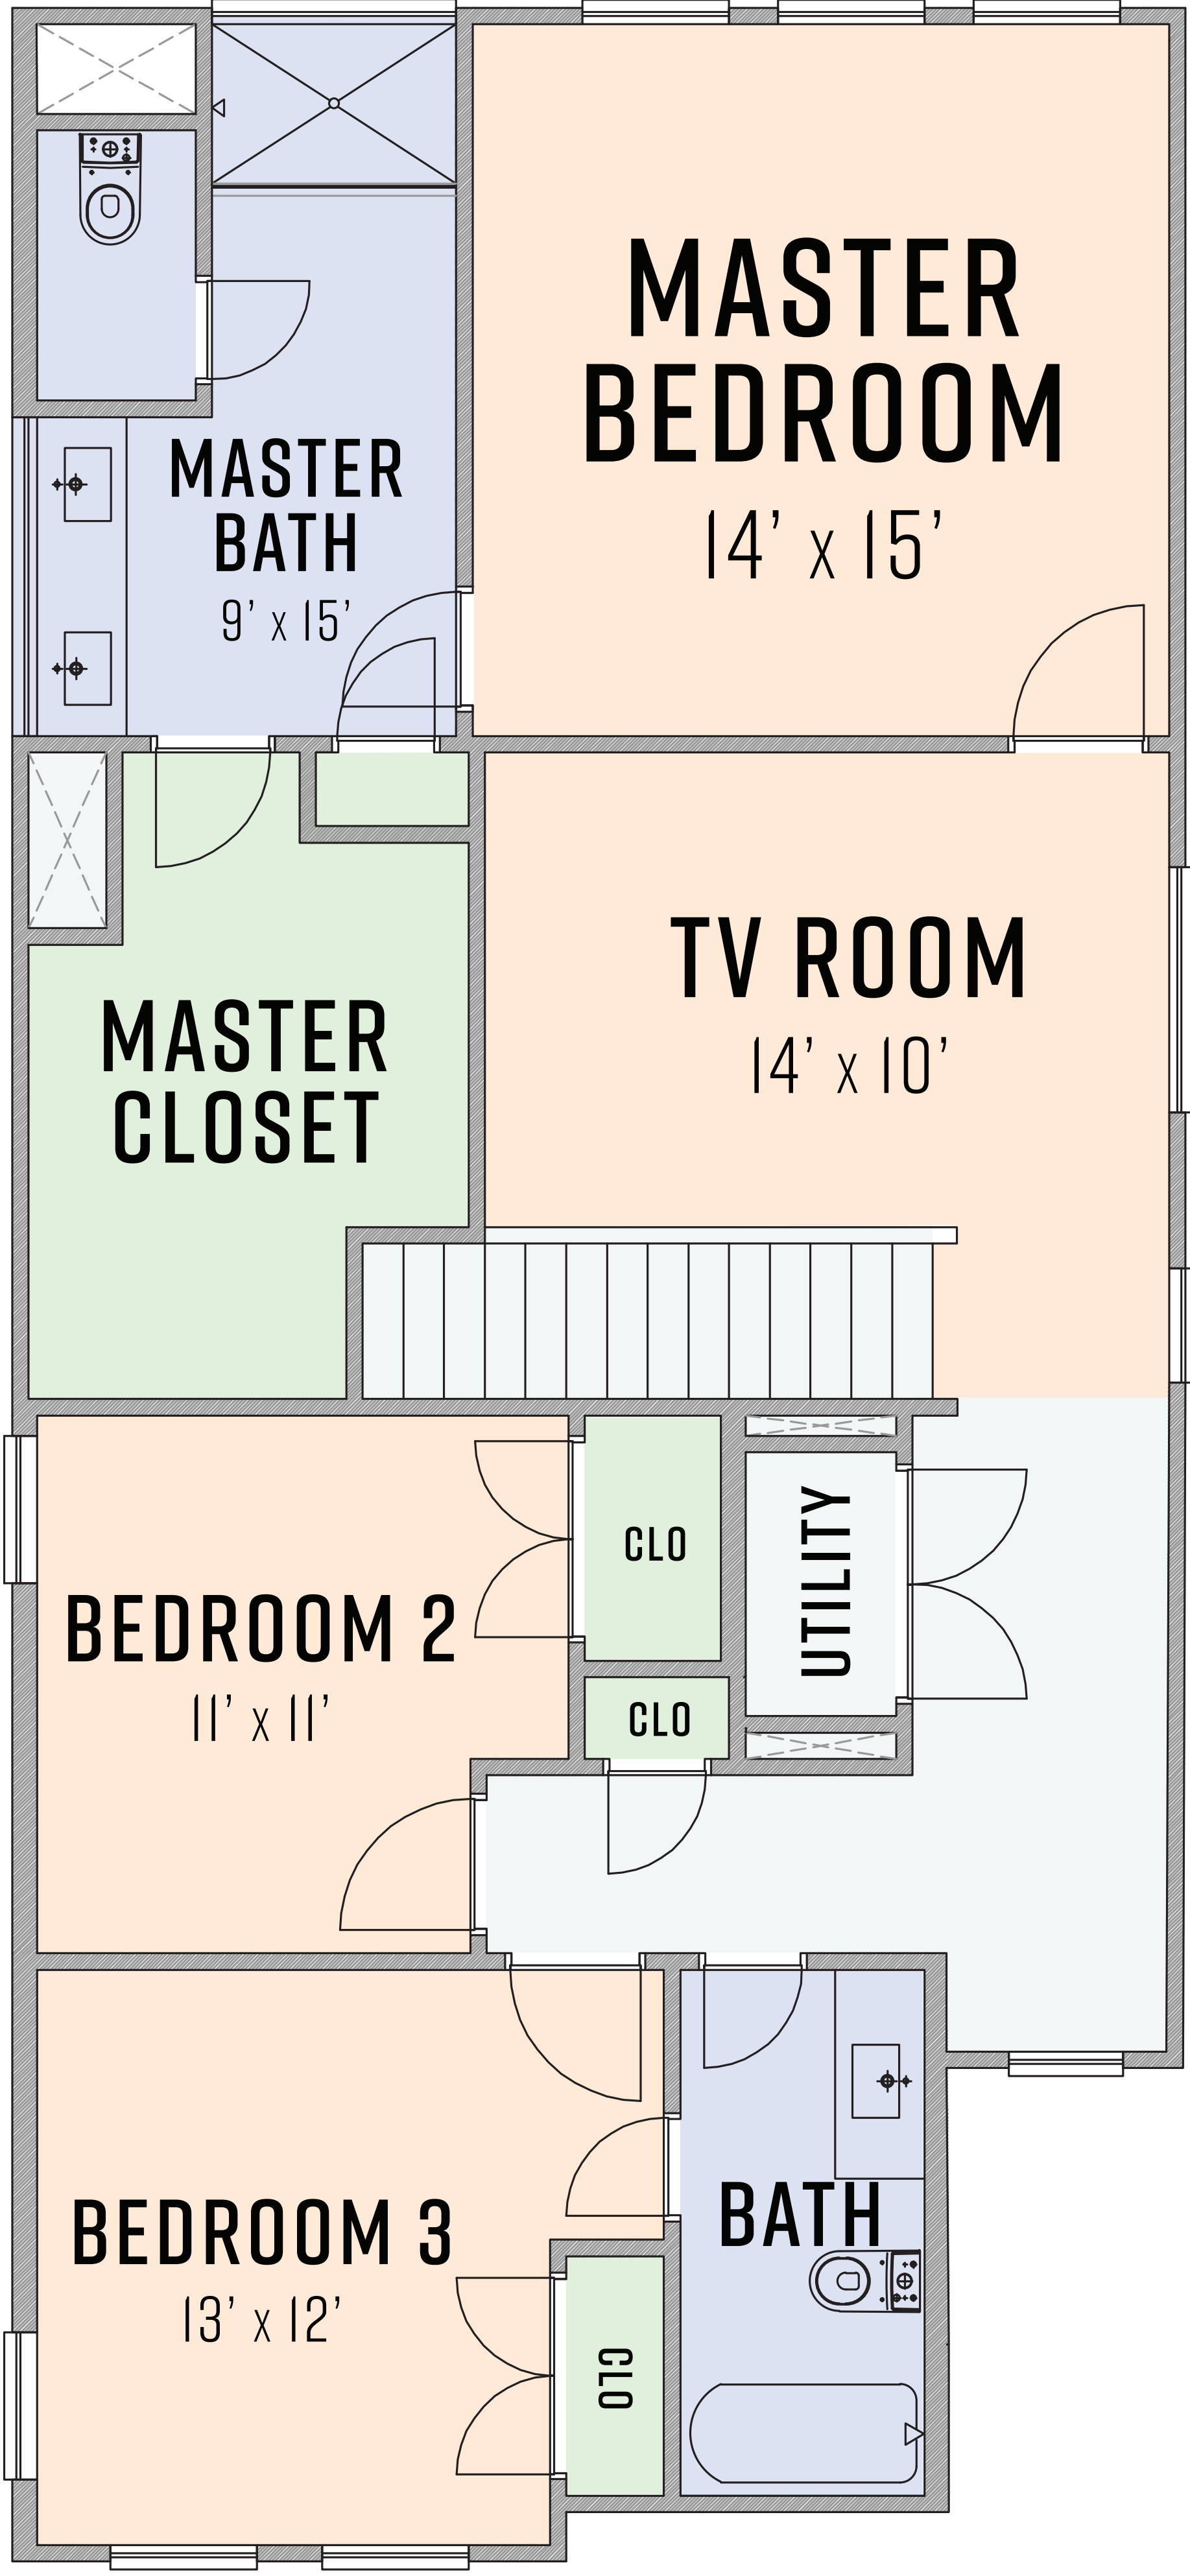 MASTER
BEDROOM
14’ x 15’
MASTER
BATH
9’ x 15’
TV ROOM
14’ x 10’
MASTER
CLOSET
CLO
UTILITY
BEDROOM 2
11’ x 11’
CLO
BATH
BEDROOM 3
13’ x 12’
CLO